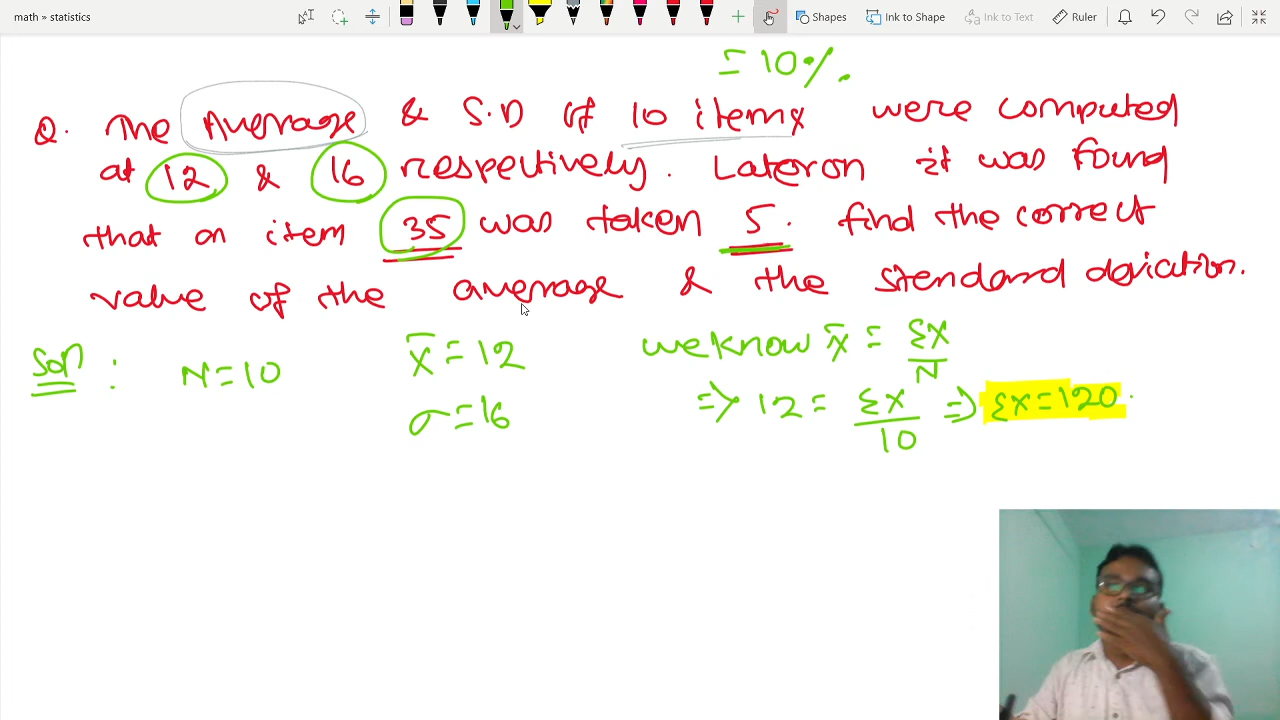 math » statistics
Shapes
Ink to Shape
Ink to Text
Ruler
= 10%.
Q. The Average & S.D of 10 items were computed
at 12 & 16 respectively. Later on it was found
that an item 35 was taken 5. find the correct
value of the average & the standard deviation.
Soln : N=10 x̄ = 12 we know x̄ = ΣX/N
σ=16 => 12 = ΣX/10 => ΣX=120.